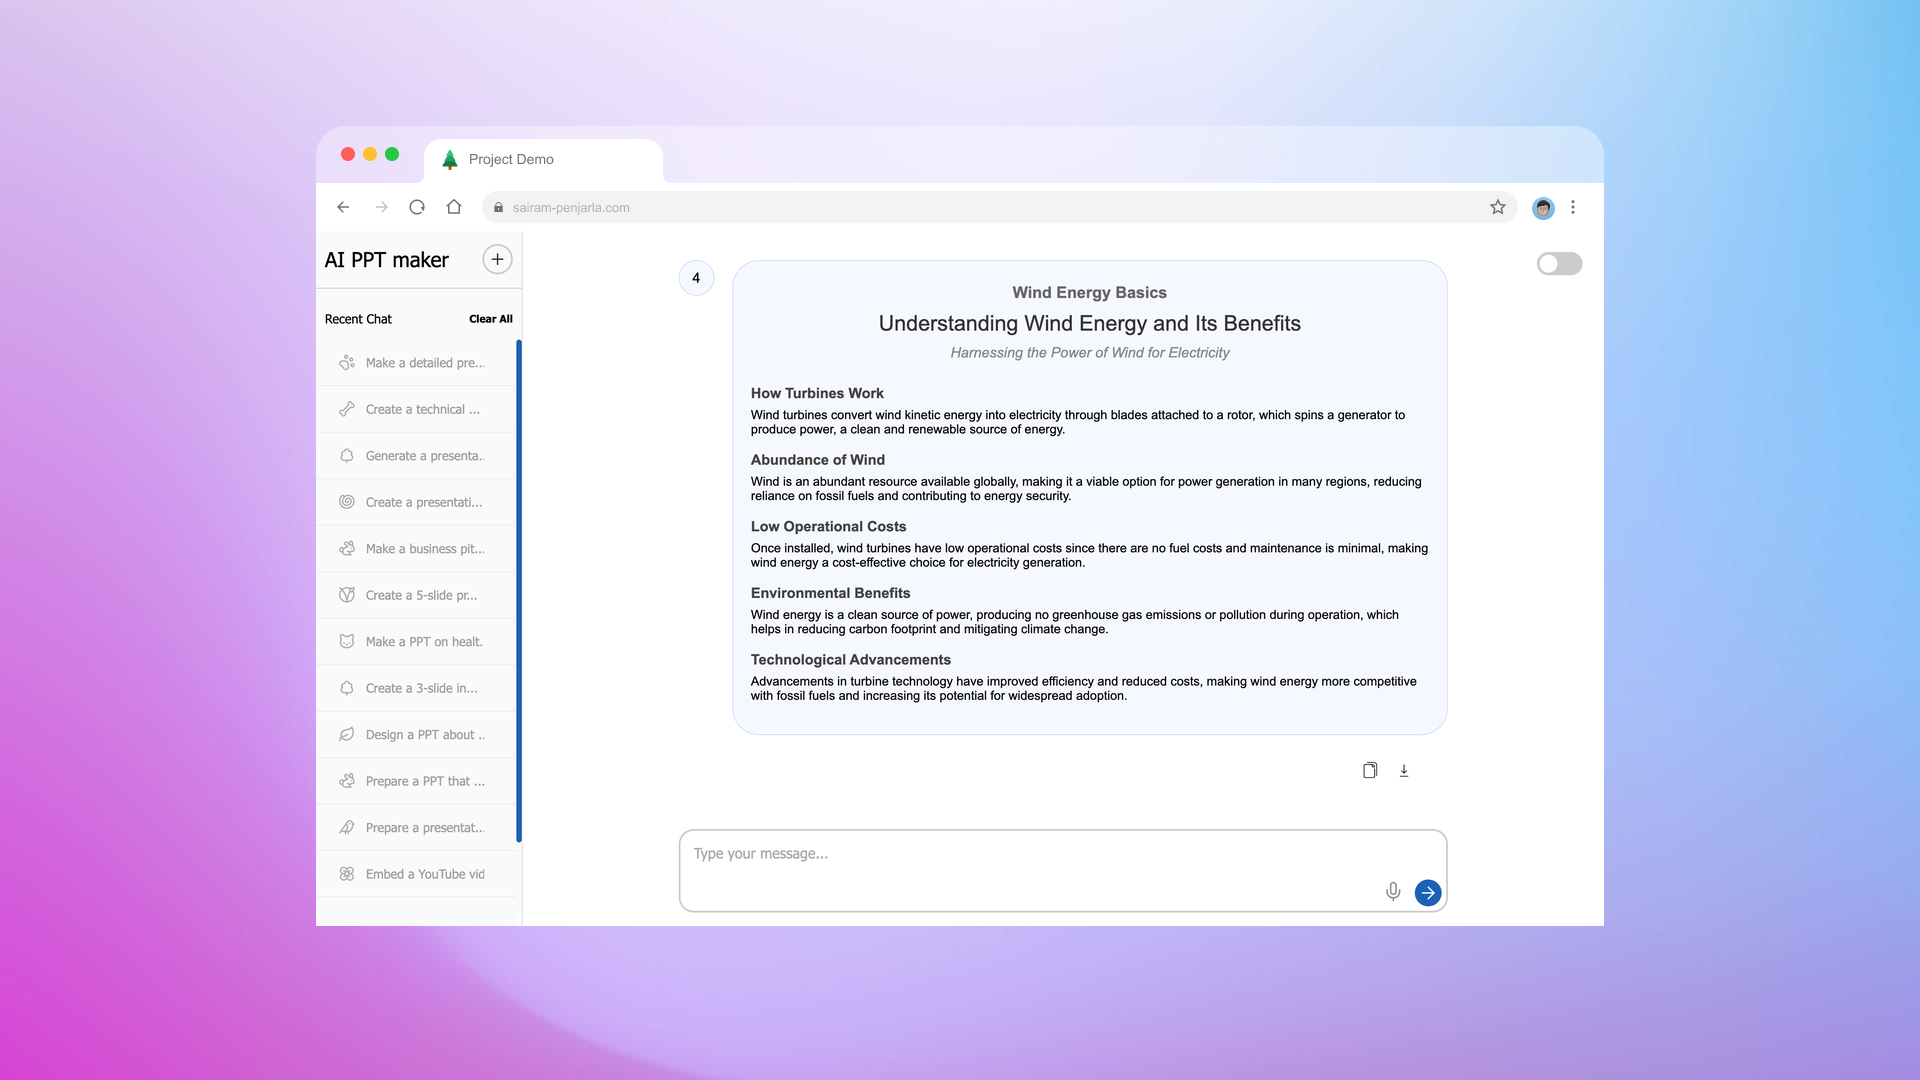 Project Demo
sairam-penjarla.com
AI PPT maker
Recent Chat Clear All
Make a detailed pre...
Create a technical ...
Generate a presenta..
Create a presentati...
Make a business pit...
Create a 5-slide pr...
Make a PPT on healt.
Create a 3-slide in...
Design a PPT about ..
Prepare a PPT that ...
Prepare a presentat..
Embed a YouTube vid
4
Wind Energy Basics
Understanding Wind Energy and Its Benefits
Harnessing the Power of Wind for Electricity
How Turbines Work
Wind turbines convert wind kinetic energy into electricity through blades attached to a rotor, which spins a generator to
produce power, a clean and renewable source of energy.
Abundance of Wind
Wind is an abundant resource available globally, making it a viable option for power generation in many regions, reducing
reliance on fossil fuels and contributing to energy security.
Low Operational Costs
Once installed, wind turbines have low operational costs since there are no fuel costs and maintenance is minimal, making
wind energy a cost-effective choice for electricity generation.
Environmental Benefits
Wind energy is a clean source of power, producing no greenhouse gas emissions or pollution during operation, which
helps in reducing carbon footprint and mitigating climate change.
Technological Advancements
Advancements in turbine technology have improved efficiency and reduced costs, making wind energy more competitive
with fossil fuels and increasing its potential for widespread adoption.
Type your message...